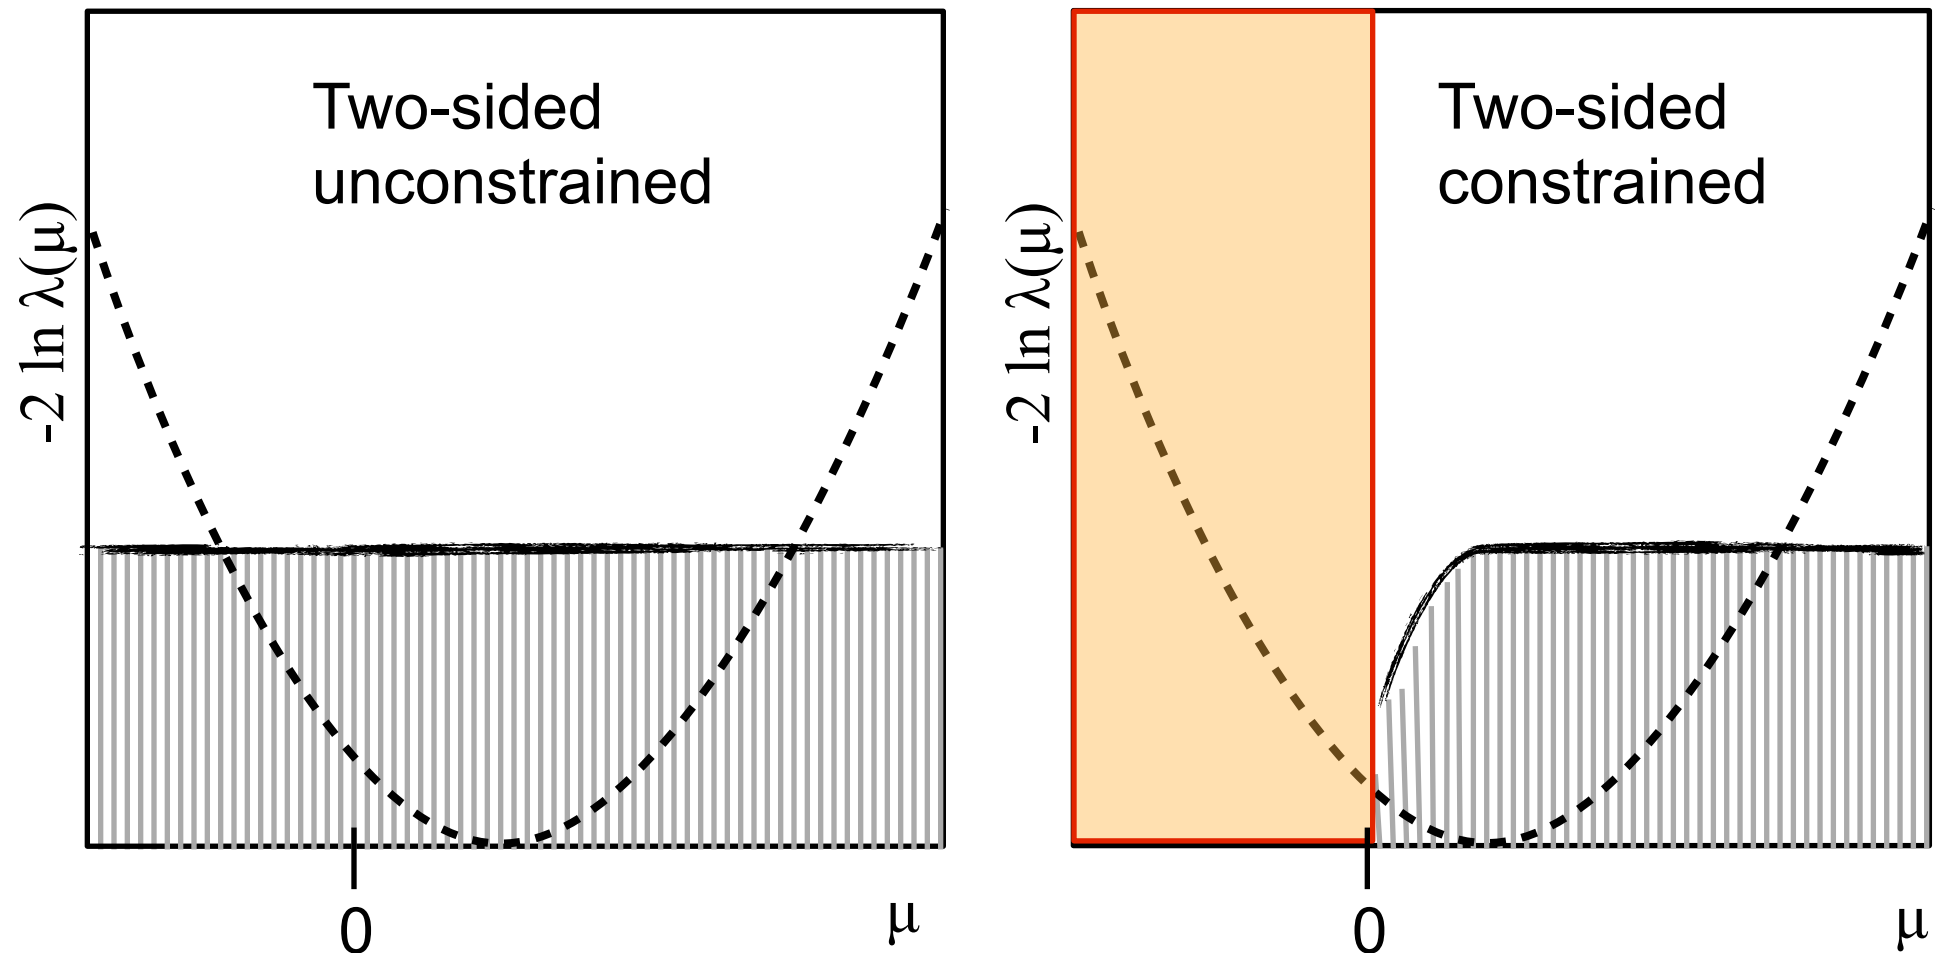 Two-sided
unconstrained
-2 ln λ(μ)
0
μ
Two-sided
constrained
-2 ln λ(μ)
0
μ